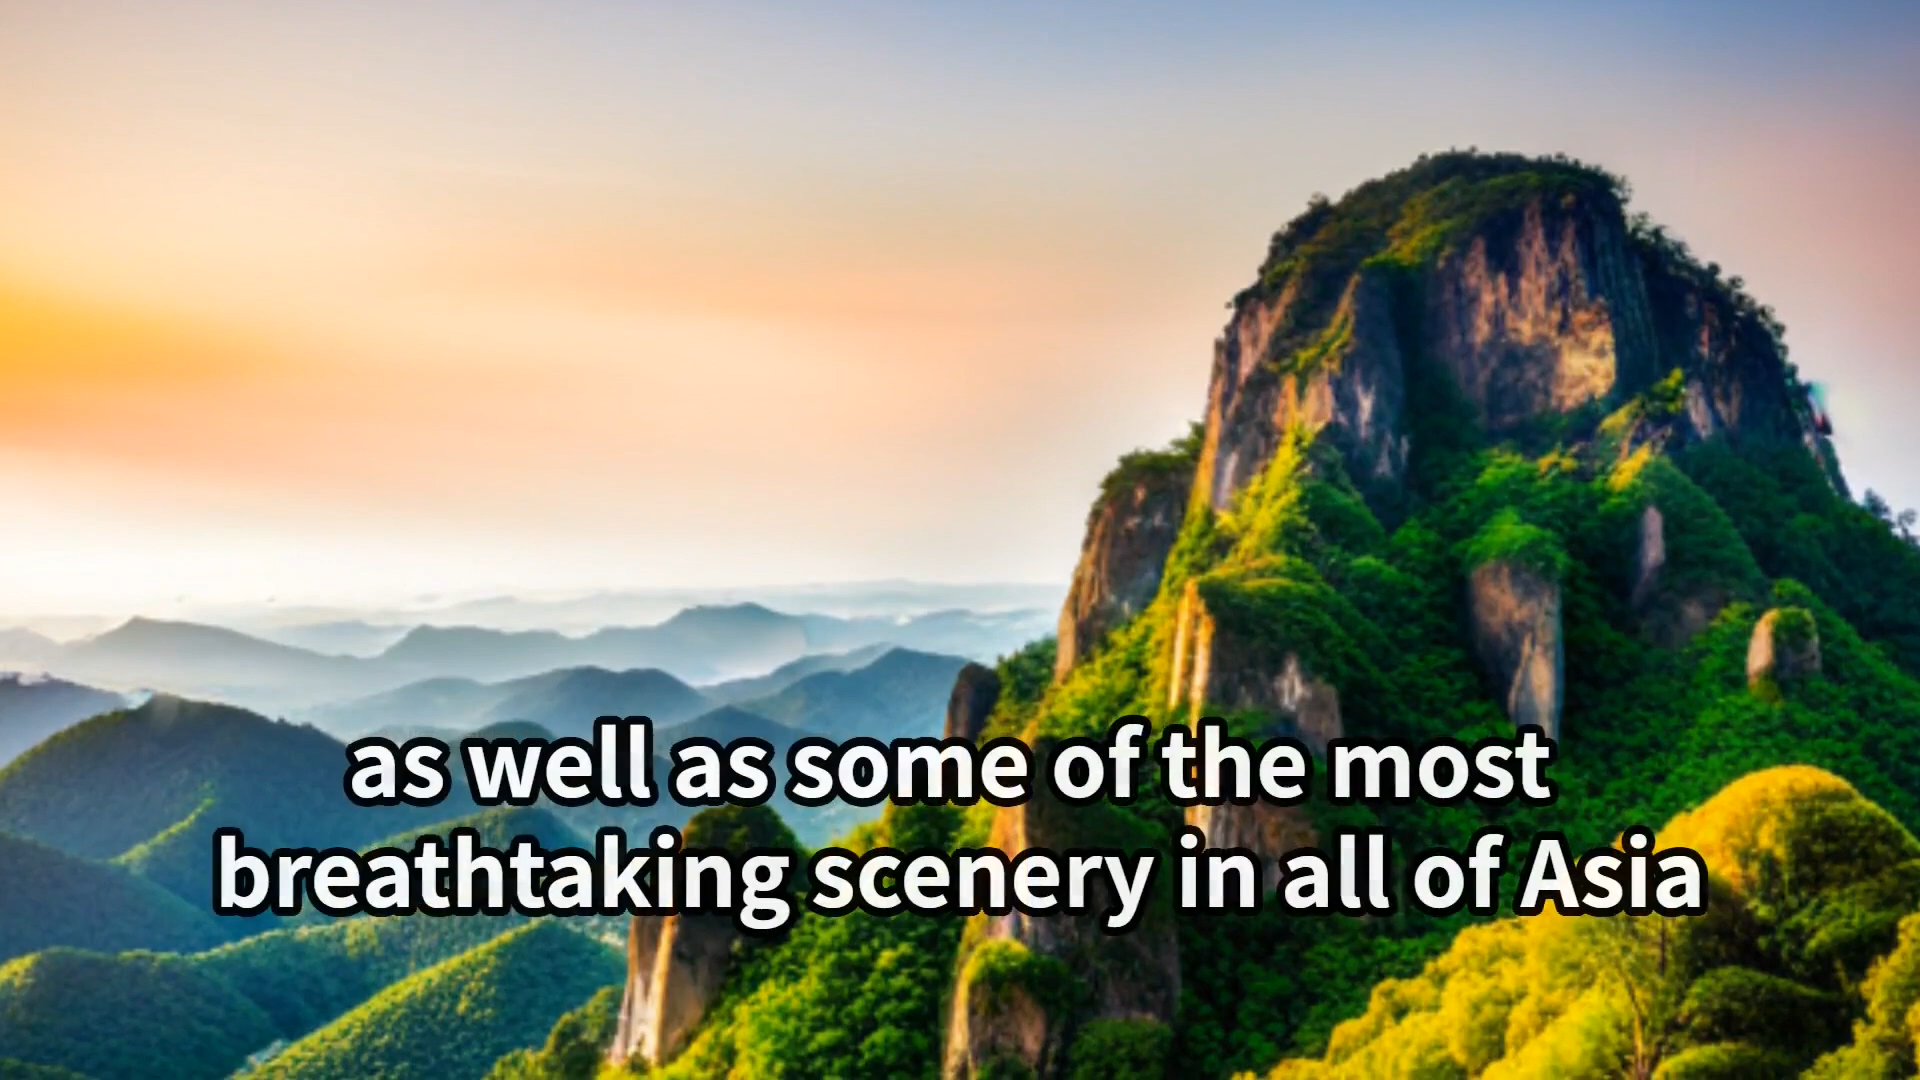 as well as some of the most
breathtaking scenery in all of Asia